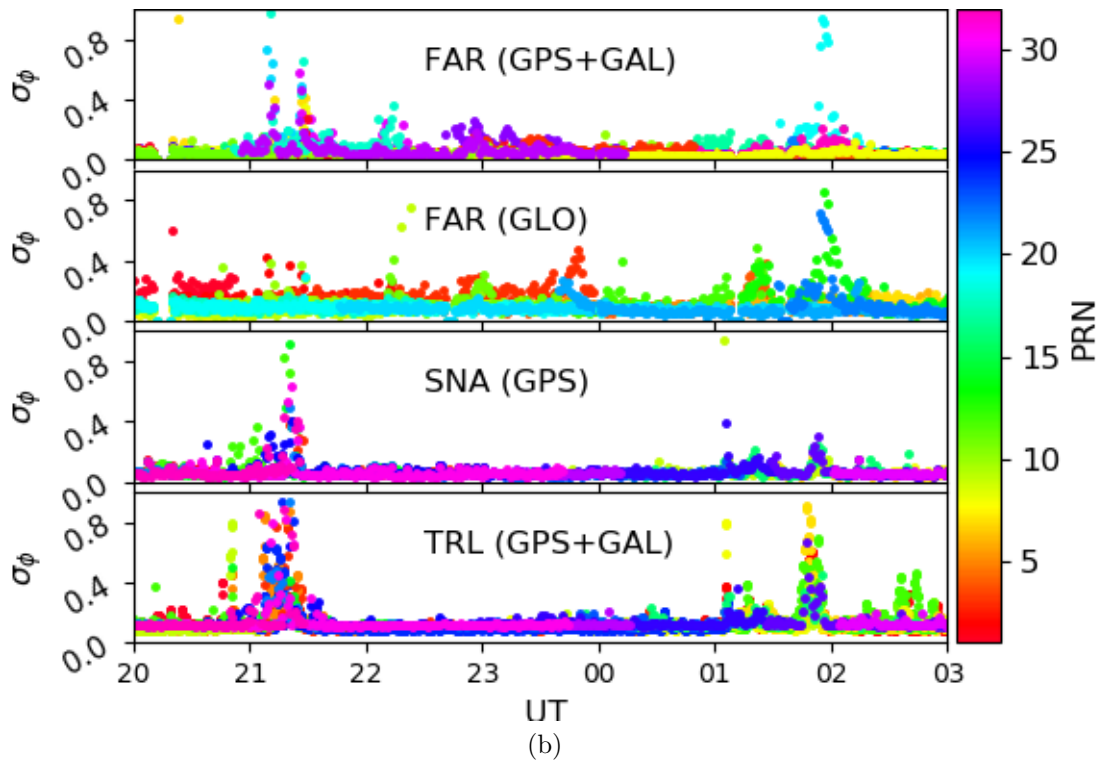 0.8
0.4
0.0
σϕ
FAR (GPS+GAL)
0.8
0.4
0.0
σϕ
FAR (GLO)
0.8
0.4
0.0
σϕ
SNA (GPS)
0.8
0.4
0.0
σϕ
TRL (GPS+GAL)
20 21 22 23 00 01 02 03
UT
30
25
20
15
10
5
PRN
(b)